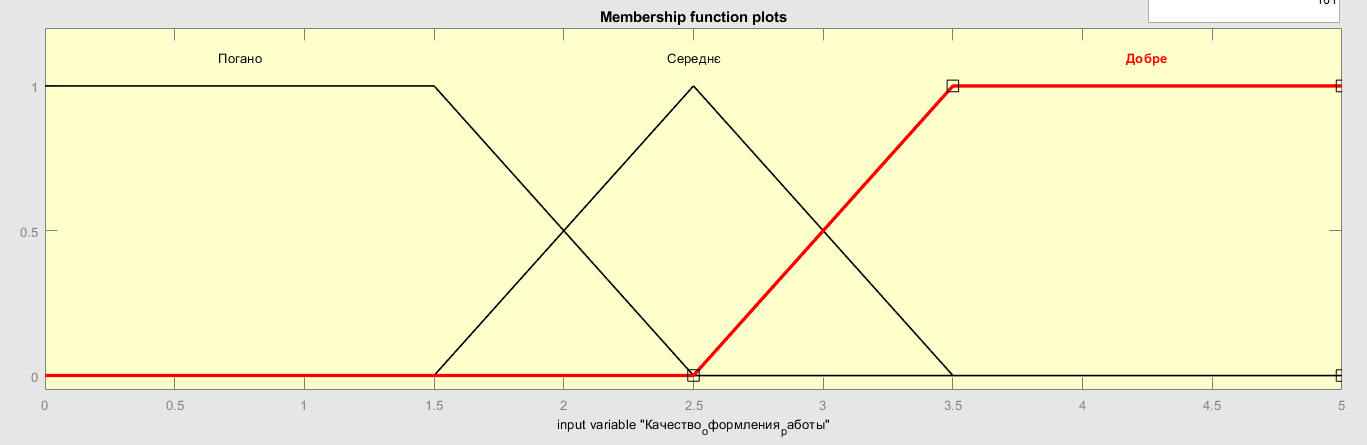 Membership function plots
Погано Середнє Добре
1
0.5
0
0 0.5 1 1.5 2 2.5 3 3.5 4 4.5 5
input variable "Качествооформленияработы"